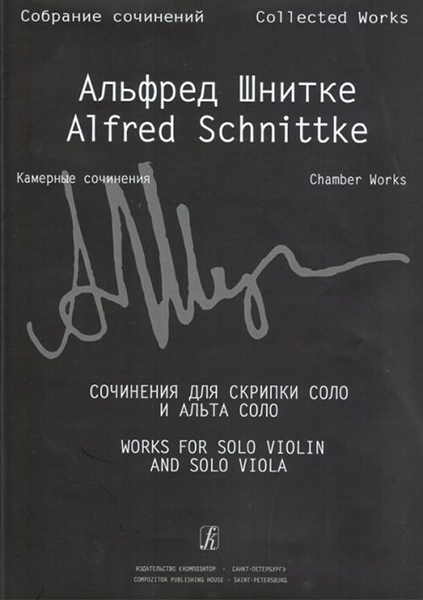 Собрание сочинений Collected Works
Альфред Шнитке
Alfred Schnittke
Камерные сочинения Chamber Works
СОЧИНЕНИЯ ДЛЯ СКРИПКИ СОЛО
И АЛЬТА СОЛО
WORKS FOR SOLO VIOLIN
AND SOLO VIOLA
ИЗДАТЕЛЬСТВО «КОМПОЗИТОР · САНКТ-ПЕТЕРБУРГ»
COMPOZITOR PUBLISHING HOUSE · SAINT-PETERSBURG